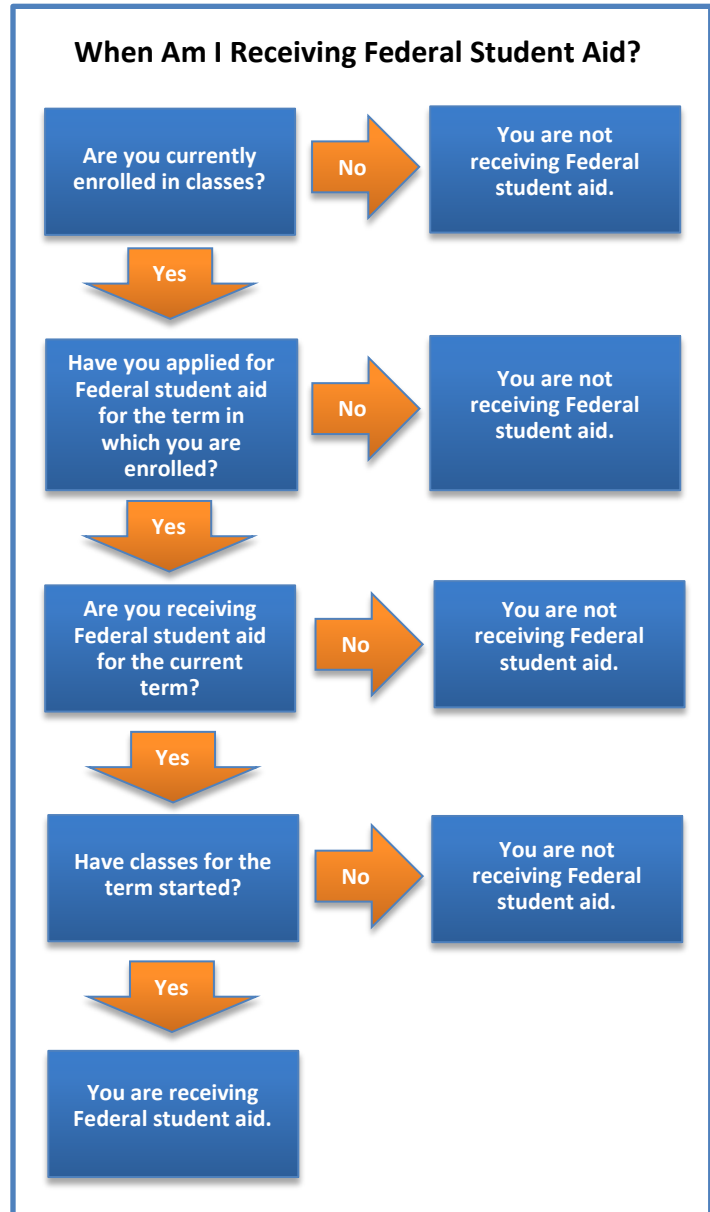 When Am I Receiving Federal Student Aid?
Are you currently
enrolled in classes?
No
You are not
receiving Federal
student aid.
Yes
Have you applied for
Federal student aid
for the term in
which you are
enrolled?
No
You are not
receiving Federal
student aid.
Yes
Are you receiving
Federal student aid
for the current
term?
No
You are not
receiving Federal
student aid.
Yes
Have classes for the
term started?
No
You are not
receiving Federal
student aid.
Yes
You are receiving
Federal student aid.